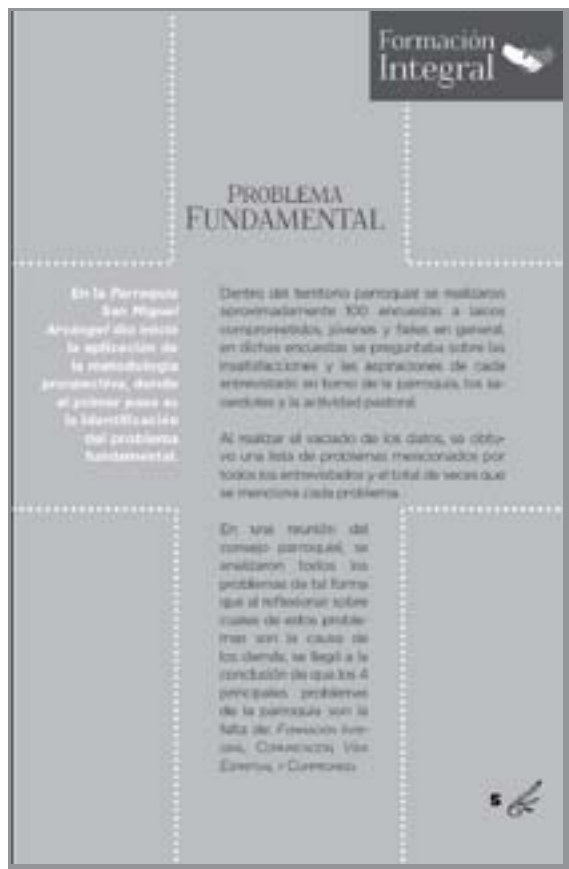 Formación
Integral
PROBLEMA
FUNDAMENTAL
En la Parroquia
San Miguel
Arcángel dio inicio
la aplicación de
la metodología
prospectiva, donde
el primer paso es
la identificación
del problema
fundamental.
Dentro del territorio parroquial se realizaron
aproximadamente 100 encuestas a laicos
comprometidos, jóvenes y fieles en general,
en dichas encuestas se preguntaba sobre las
insatisfacciones y las aspiraciones de cada
entrevistado en torno de la parroquia, los sa-
cerdotes y la actividad pastoral.
Al realizar el vaciado de los datos, se obtu-
vo una lista de problemas mencionados por
todos los entrevistados y el total de veces que
se menciona cada problema.
En una reunión del
consejo parroquial, se
analizaron todos los
problemas de tal forma
que al reflexionar sobre
cuales de estos proble-
mas son la causa de
los demás, se llegó a la
conclusión de que los 4
principales problemas
de la parroquia son la
falta de: FORMACIÓN INTE-
GRAL, COMUNICACIÓN, VIDA
ESPIRITUAL Y COMPROMISO.
5